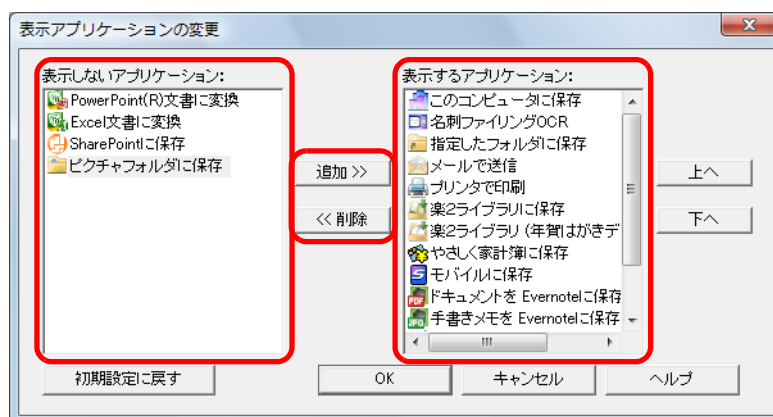 表示アプリケーションの変更
表示しないアプリケーション:
PowerPoint(R)文書に変換
Excel文書に変換
SharePointに保存
ピクチャフォルダに保存
追加 >>
<< 削除
表示するアプリケーション:
このコンピュータに保存
名刺ファイリングOCR
指定したフォルダに保存
メールで送信
プリンタで印刷
楽2ライブラリに保存
楽2ライブラリ (年賀はがきデ
やさしく家計簿に保存
モバイルに保存
ドキュメントを Evernoteに保存
手書きメモを Evernoteに保存
上へ
下へ
初期設定に戻す
OK
キャンセル
ヘルプ